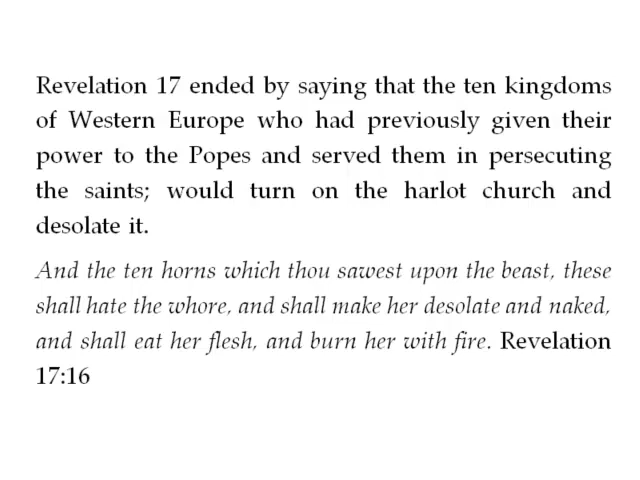 Revelation 17 ended by saying that the ten kingdoms
of Western Europe who had previously given their
power to the Popes and served them in persecuting
the saints; would turn on the harlot church and
desolate it.
And the ten horns which thou sawest upon the beast, these
shall hate the whore, and shall make her desolate and naked,
and shall eat her flesh, and burn her with fire. Revelation
17:16